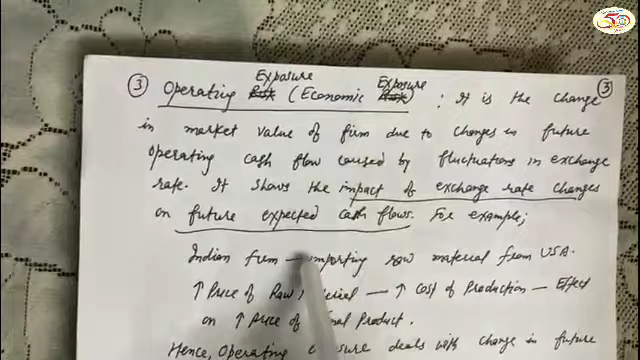 Exposure Exposure
③ Operating Risk (Economic Risk) : It is the change ③
in market value of firm due to changes in future
operating cash flow caused by fluctuations in exchange
rate. It shows the impact of exchange rate changes
on future expected cash flows. For example;
Indian firm — importing raw material from USA.
↑ Price of Raw — ↑ Cost of Production — Effect
on ↑ price of Product.
Hence, Operating deals with change in future